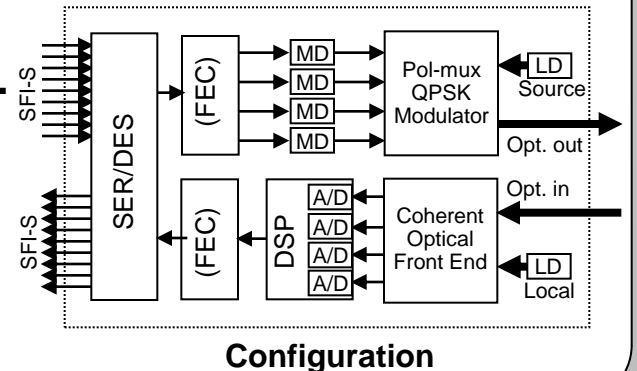 SFI-S
SER/DES
(FEC)
MD
MD
MD
MD
Pol-mux
QPSK
Modulator
LD
Source
Opt. out
SFI-S
(FEC)
DSP
A/D
A/D
A/D
A/D
Coherent
Optical
Front End
Opt. in
LD
Local
Configuration